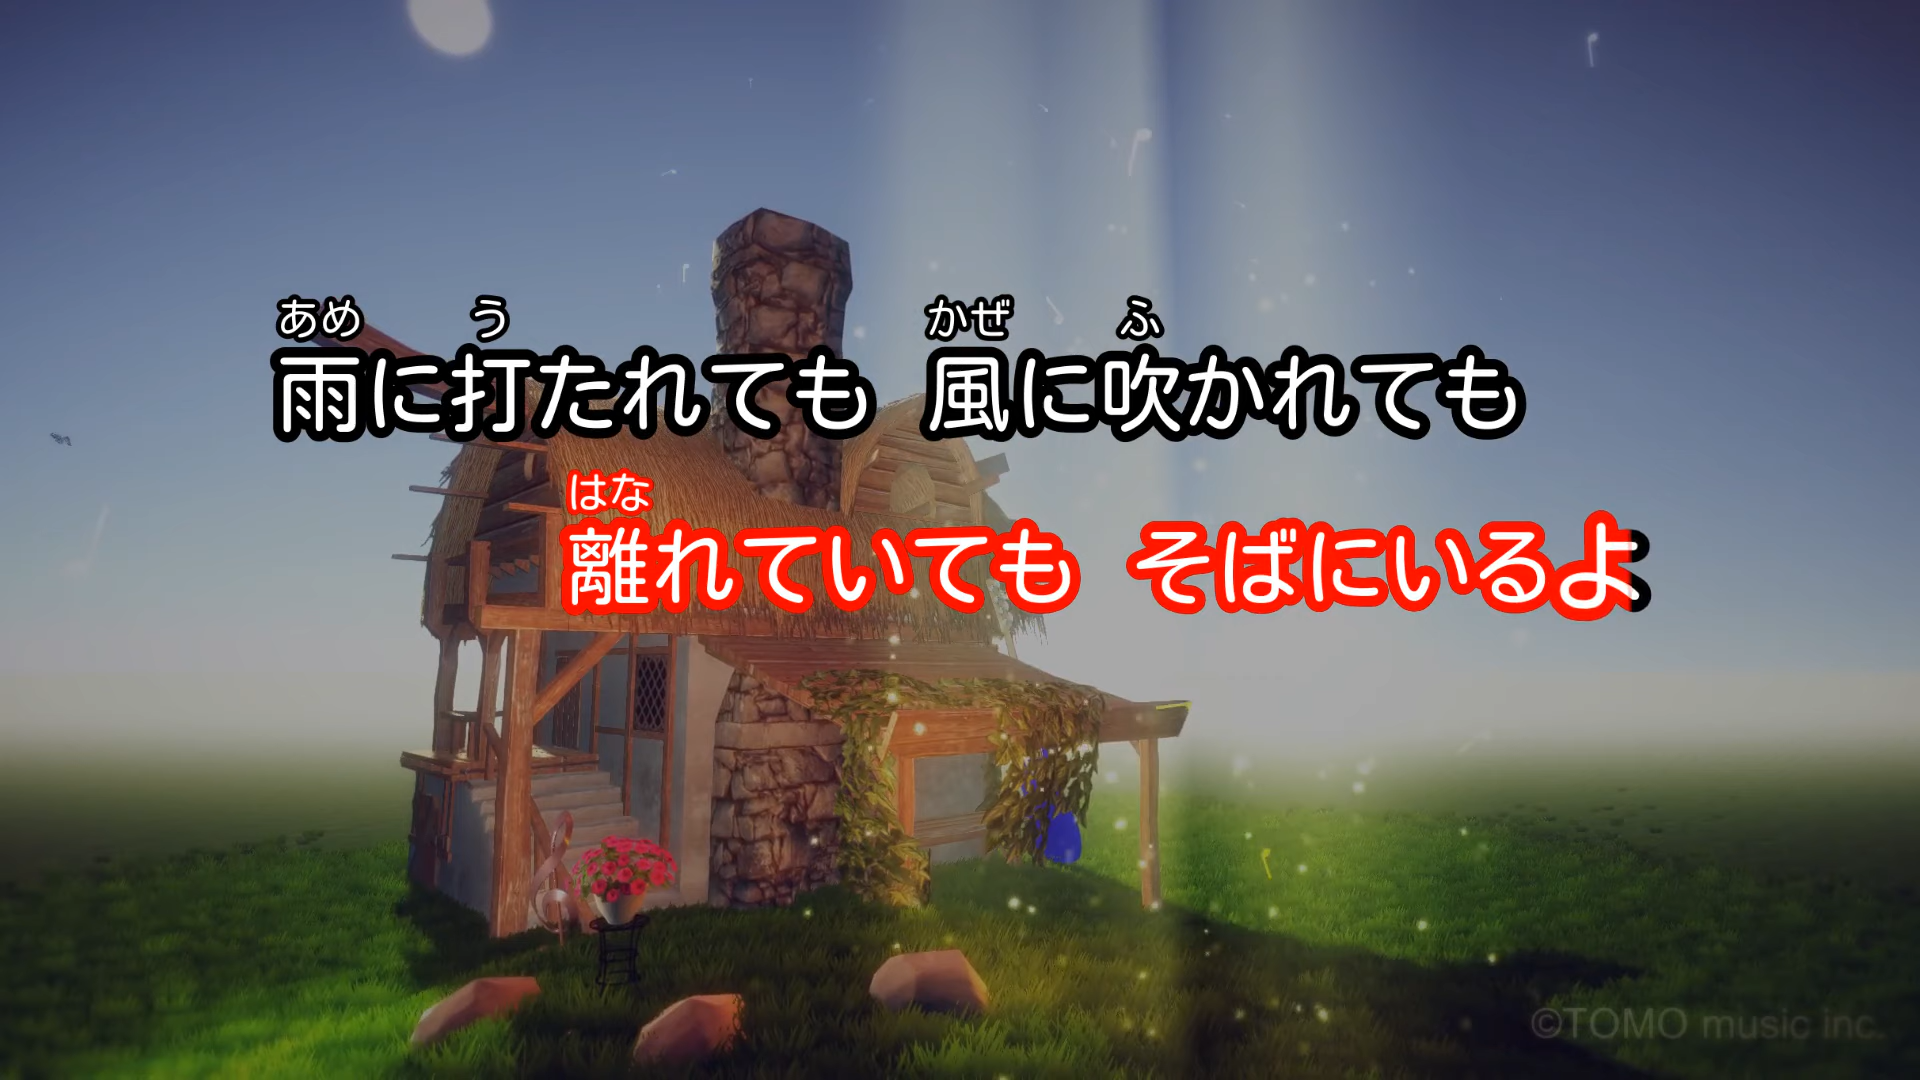 あめ う かぜ ふ
雨に打たれても 風に吹かれても
はな
離れていても そばにいるよ
©TOMO music inc.